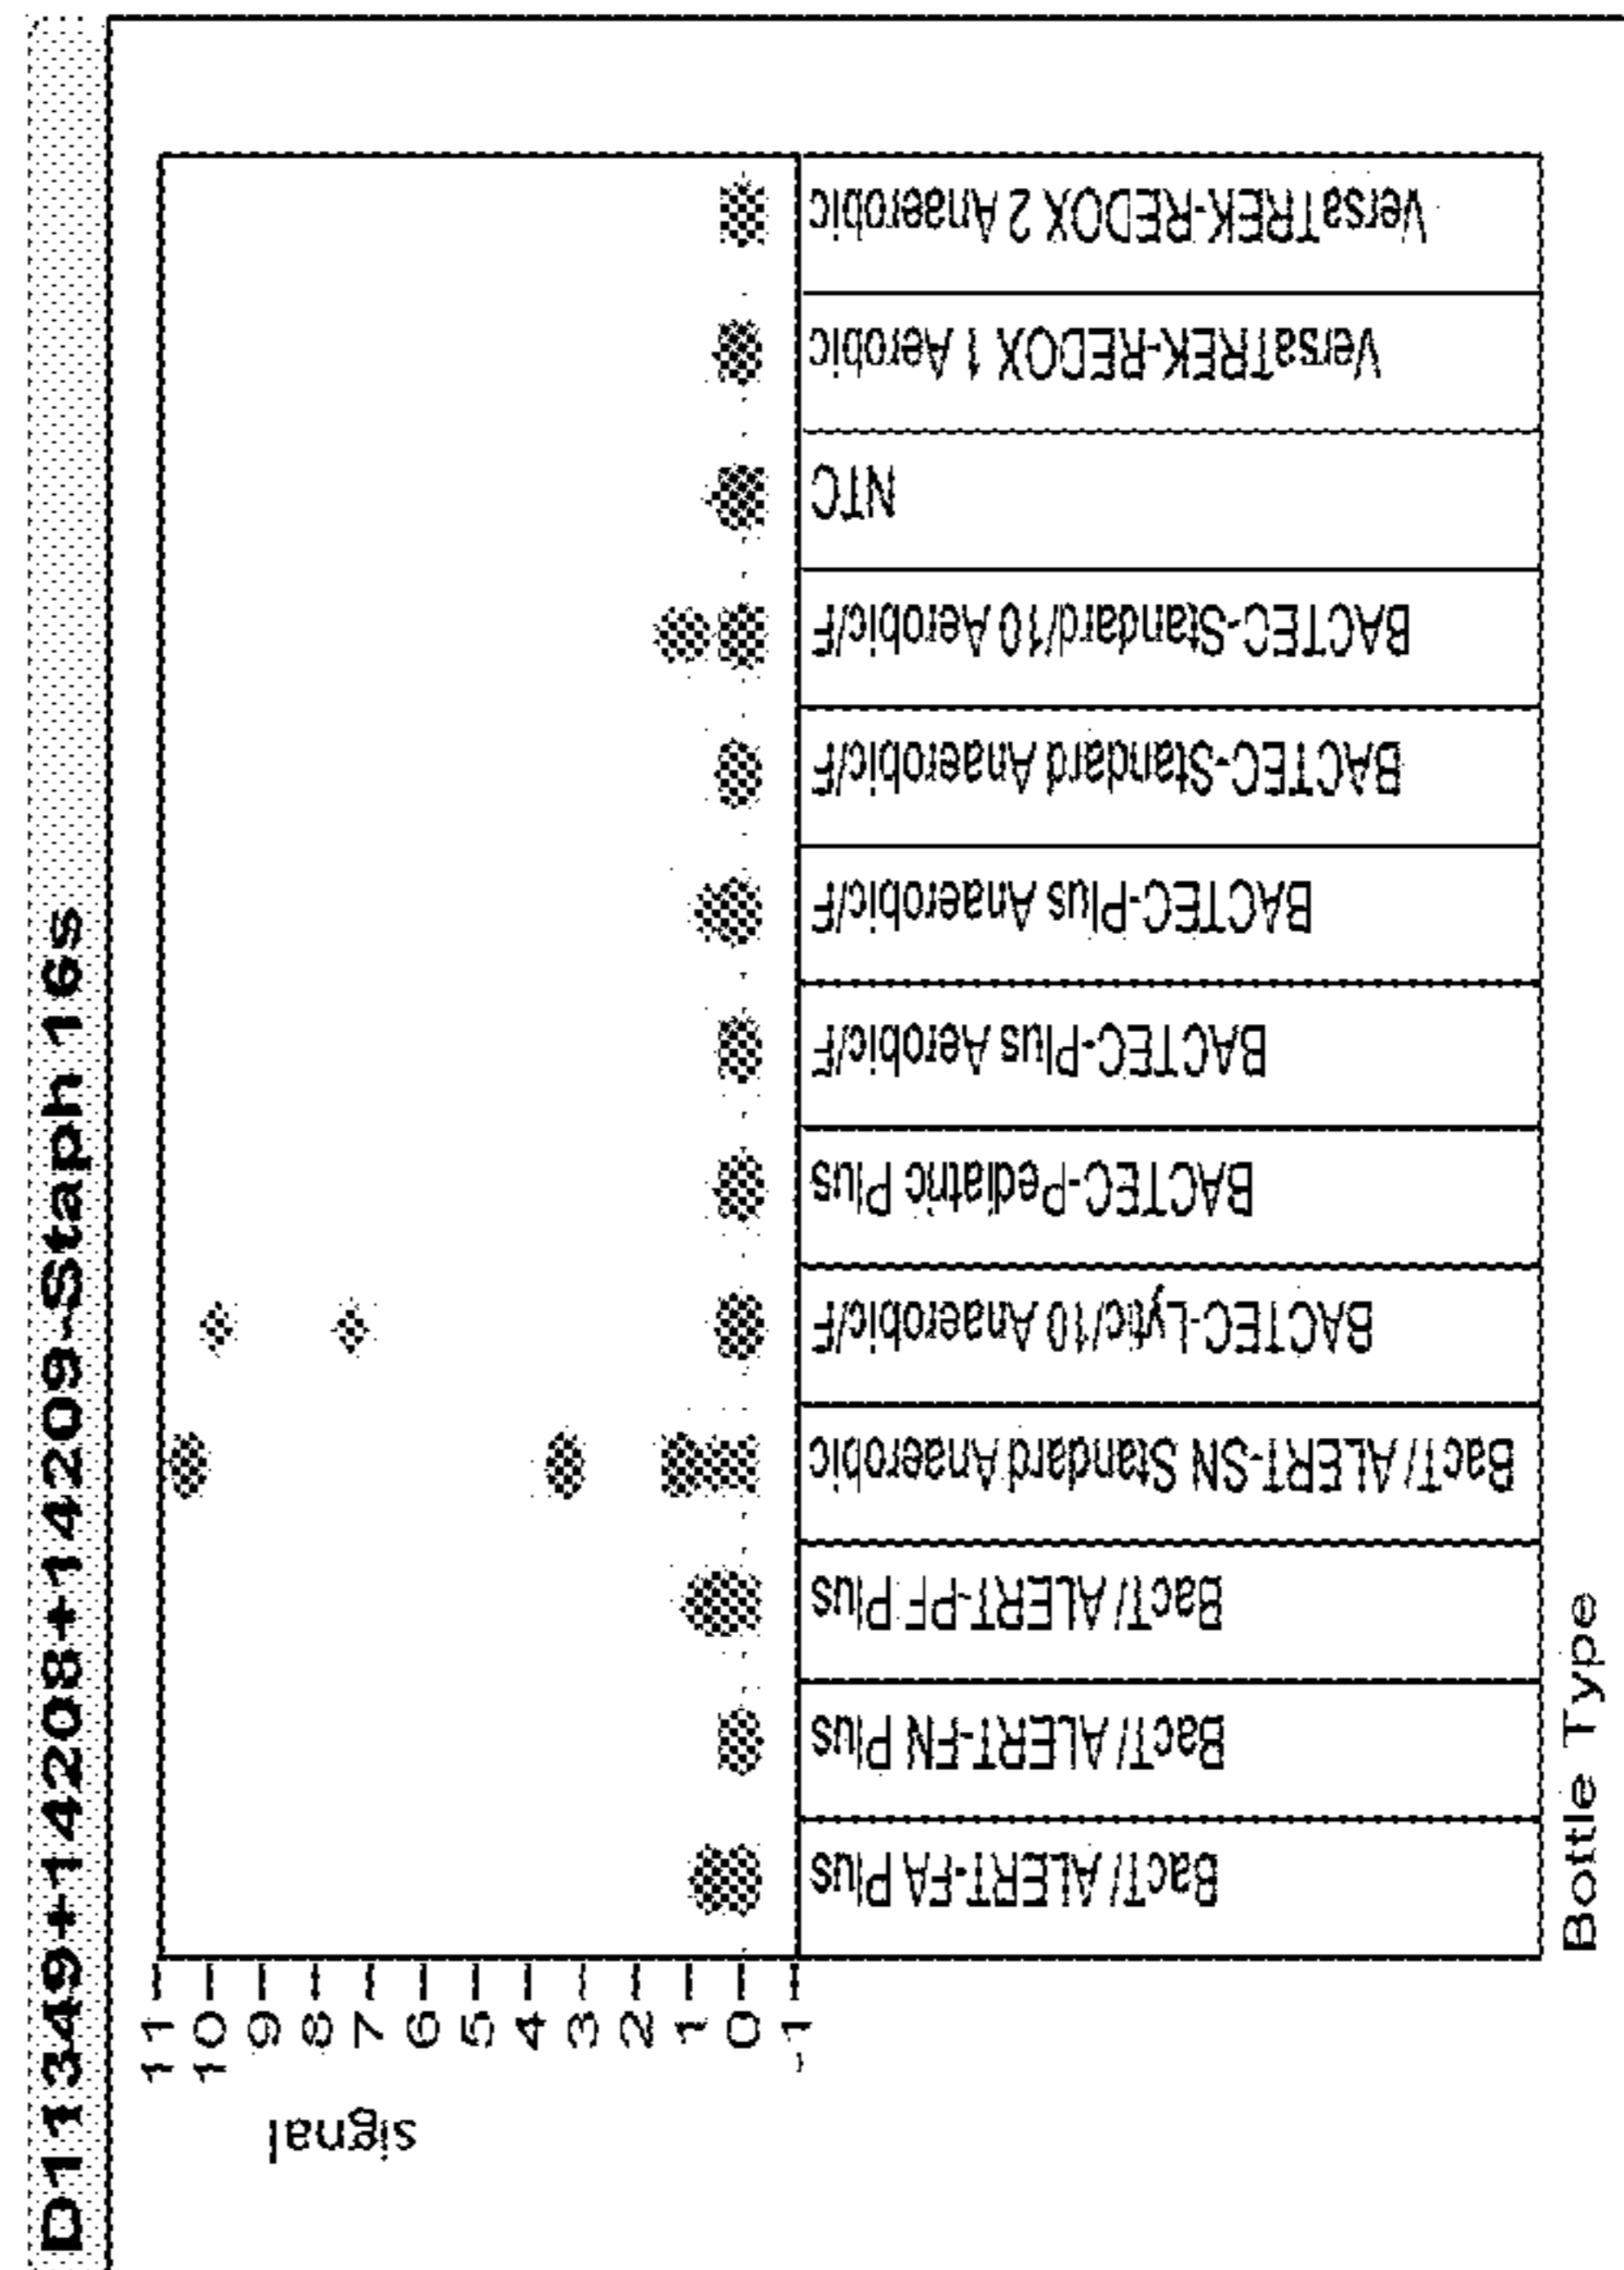 D11349+14208+14209-Staph 16s
signal
11
10
9
8
7
6
5
4
3
2
1
0
-1
BacT/ALERT-FA Plus
BacT/ALERT-FN Plus
BacT/ALERT-PF Plus
BacT/ALERT-SN Standard Anaerobic
BACTEC-Lytic/10 Anaerobic/F
BACTEC-Pediatric Plus
BACTEC-Plus Aerobic/F
BACTEC-Plus Anaerobic/F
BACTEC-Standard Anaerobic/F
BACTEC-Standard/10 Aerobic/F
NTC
VersaTREK-REDOX 1 Aerobic
VersaTREK-REDOX 2 Anaerobic
Bottle Type